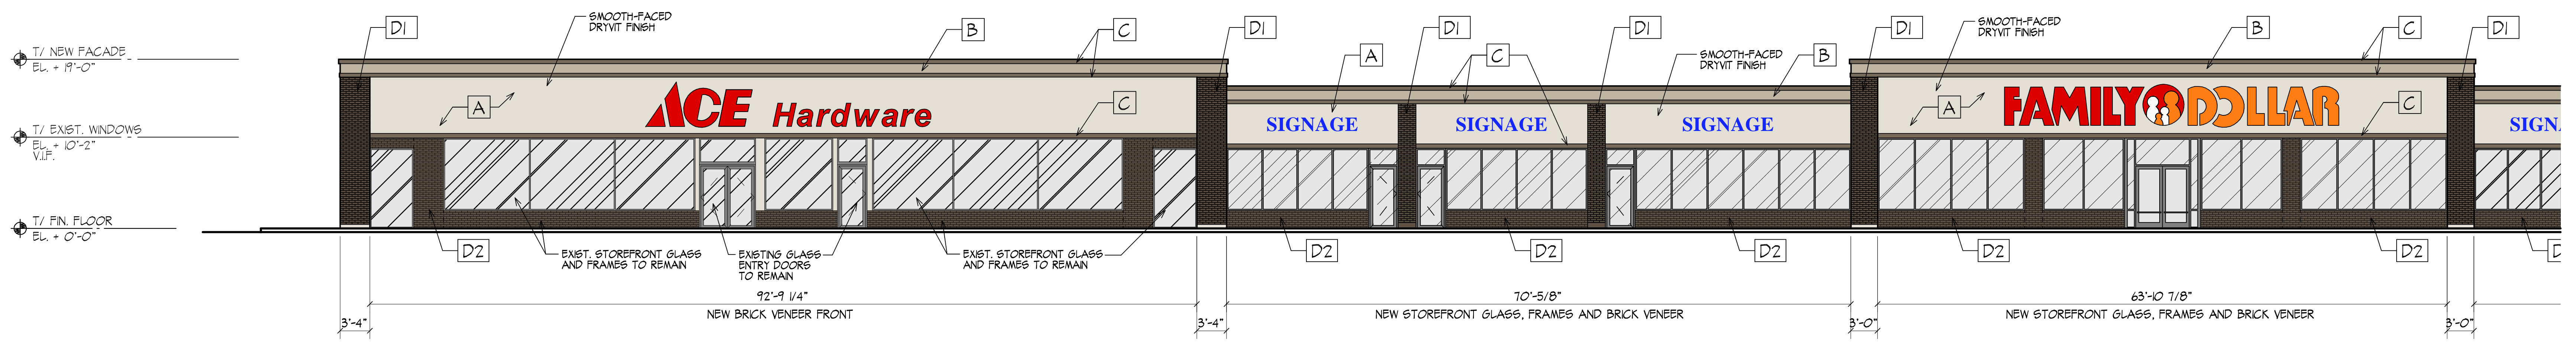 T/ NEW FACADE
EL. + 19'-0"
T/ EXIST. WINDOWS
EL. + 10'-2"
V.I.F.
T/ FIN. FLOOR
EL. + 0'-0"
D1
SMOOTH-FACED
DRYVIT FINISH
B
C
D1
A
D1
C
D1
SMOOTH-FACED
DRYVIT FINISH
B
D1
SMOOTH-FACED
DRYVIT FINISH
B
C
D1
A
ACE Hardware
C
SIGNAGE
SIGNAGE
SIGNAGE
A
FAMILY DOLLAR
C
SIGN
D2
EXIST. STOREFRONT GLASS
AND FRAMES TO REMAIN
EXISTING GLASS
ENTRY DOORS
TO REMAIN
EXIST. STOREFRONT GLASS
AND FRAMES TO REMAIN
D2
D2
D2
D2
D2
D
92'-9 1/4"
NEW BRICK VENEER FRONT
70'-5/8"
NEW STOREFRONT GLASS, FRAMES AND BRICK VENEER
63'-10 7/8"
NEW STOREFRONT GLASS, FRAMES AND BRICK VENEER
3'-4"
3'-4"
3'-0"
3'-0"